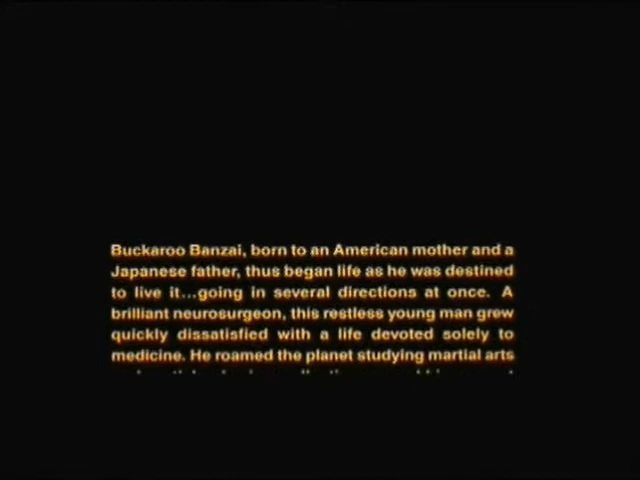 Buckaroo Banzai, born to an American mother and a
Japanese father, thus began life as he was destined
to live it...going in several directions at once. A
brilliant neurosurgeon, this restless young man grew
quickly dissatisfied with a life devoted solely to
medicine. He roamed the planet studying martial arts